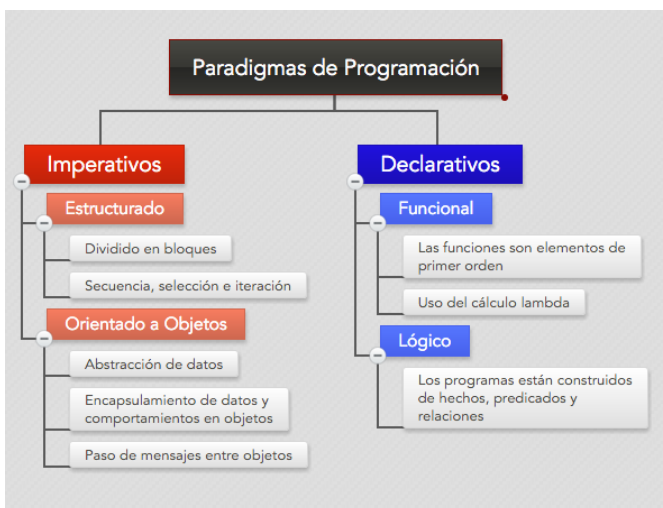 Paradigmas de Programación
Imperativos
Estructurado
Dividido en bloques
Secuencia, selección e iteración
Orientado a Objetos
Abstracción de datos
Encapsulamiento de datos y
comportamientos en objetos
Paso de mensajes entre objetos
Declarativos
Funcional
Las funciones son elementos de
primer orden
Uso del cálculo lambda
Lógico
Los programas están construidos
de hechos, predicados y
relaciones